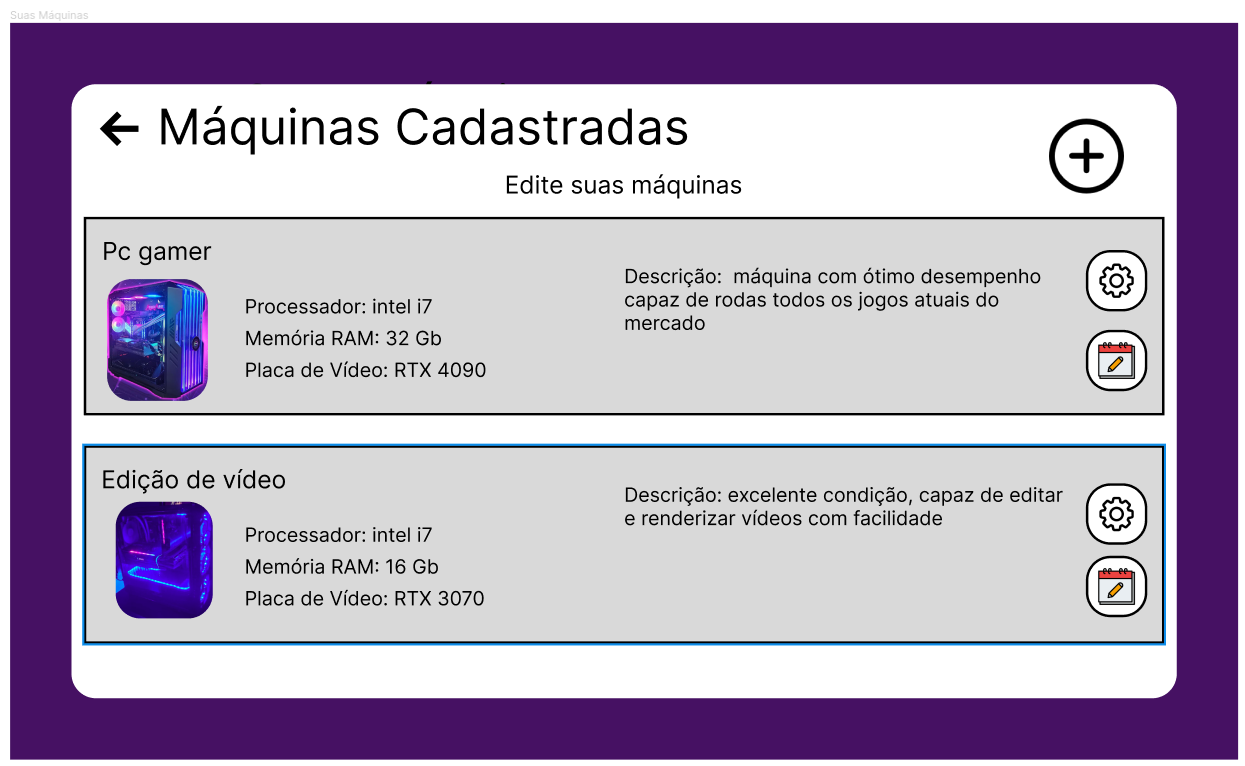 Suas Máquinas
Máquinas Cadastradas
Edite suas máquinas
Pc gamer
Processador: intel i7
Memória RAM: 32 Gb
Placa de Vídeo: RTX 4090
Descrição:  máquina com ótimo desempenho
capaz de rodas todos os jogos atuais do
mercado
Edição de vídeo
Processador: intel i7
Memória RAM: 16 Gb
Placa de Vídeo: RTX 3070
Descrição: excelente condição, capaz de editar
e renderizar vídeos com facilidade